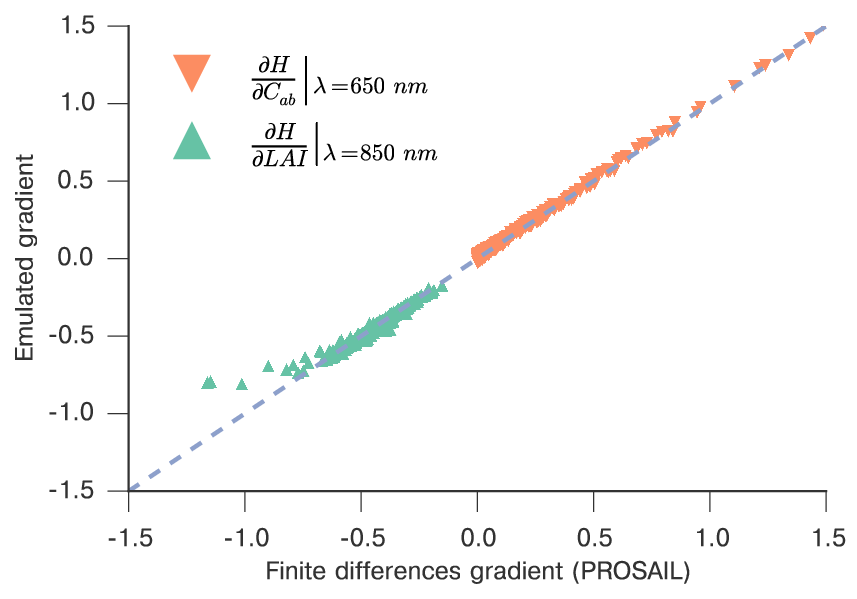 1.5
1.0
0.5
0.0
-0.5
-1.0
-1.5
Emulated gradient
∂H/∂C_ab | λ=650 nm
∂H/∂LAI | λ=850 nm
-1.5 -1.0 -0.5 0.0 0.5 1.0 1.5
Finite differences gradient (PROSAIL)